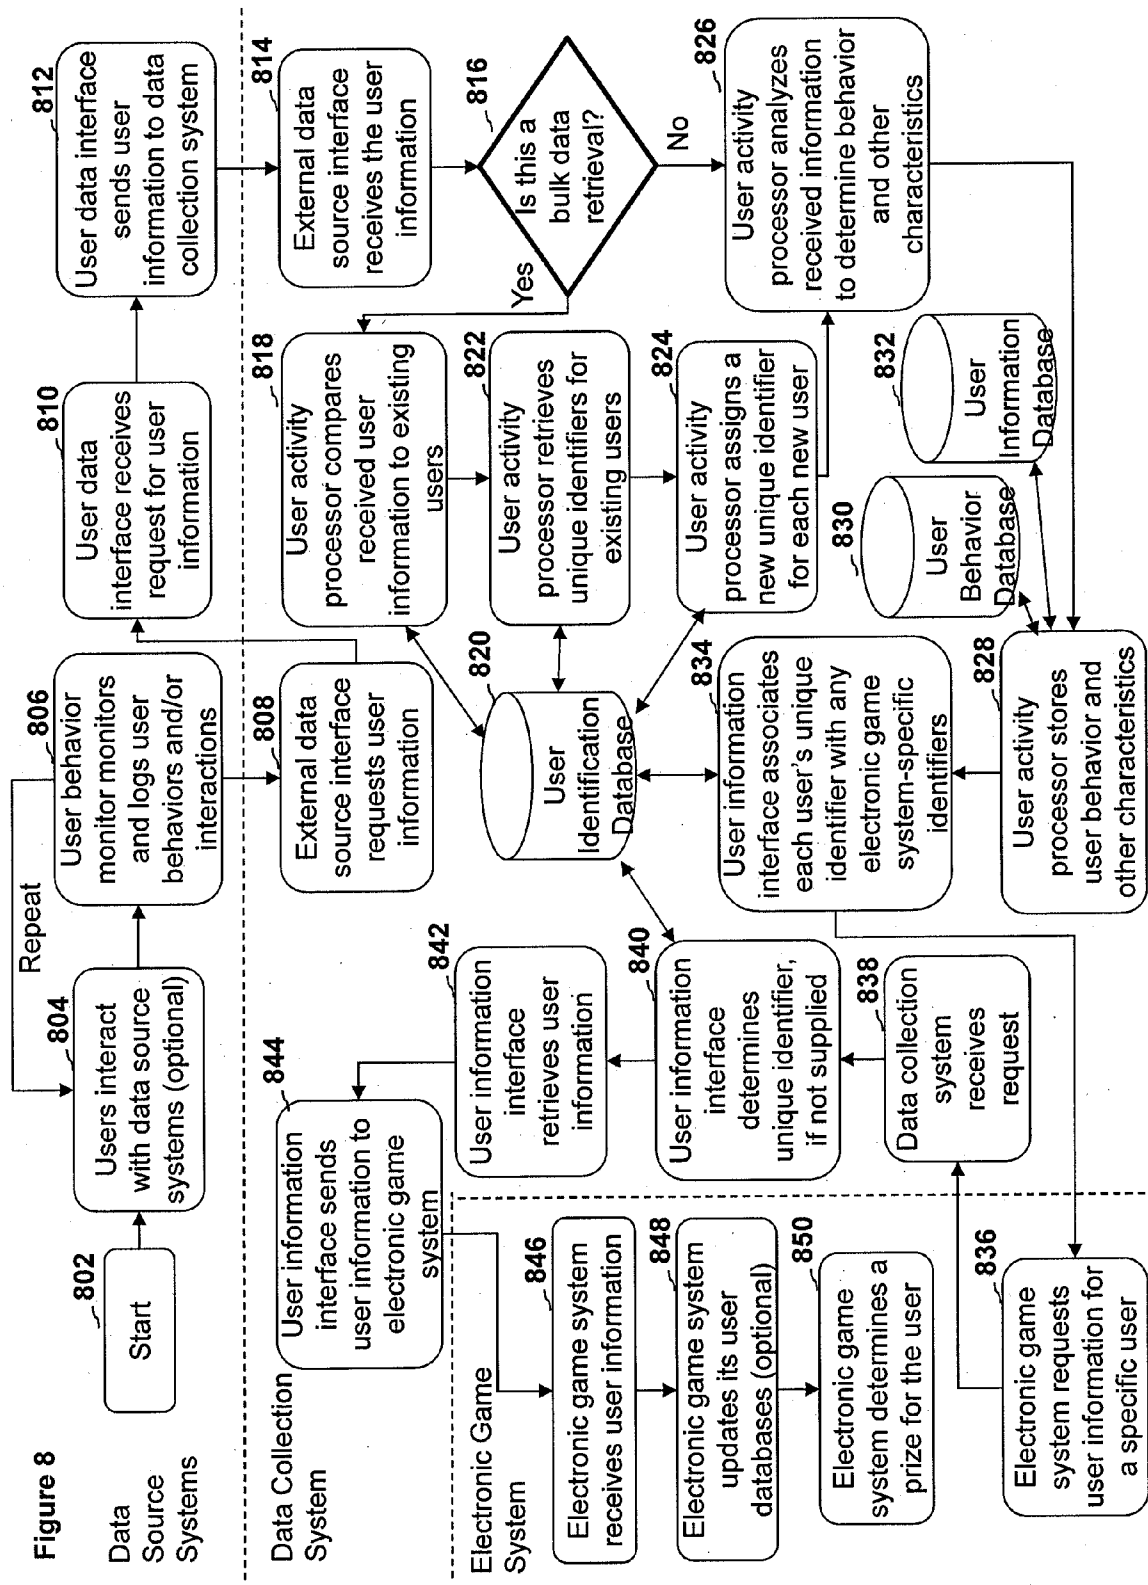 Figure 8
Data
Source
Systems
802
Start
804
Users interact
with data source
systems (optional)
Repeat
806
User behavior
monitor monitors
and logs user
behaviors and/or
interactions
810
User data
interface receives
request for user
information
812
User data interface
sends user
information to data
collection system
Data Collection
System
844
User information
interface sends
user information to
electronic game
system
808
External data
source interface
requests user
information
814
External data
source interface
receives the user
information
816
Is this a
bulk data
retrieval?
Yes
No
818
User activity
processor compares
received user
information to existing
users
820
User
Identification
Database
822
User activity
processor retrieves
unique identifiers for
existing users
824
User activity
processor assigns a
new unique identifier
for each new user
826
User activity
processor analyzes
received information
to determine behavior
and other
characteristics
842
User information
interface
retrieves user
information
840
User information
interface
determines
unique identifier,
if not supplied
834
User information
interface associates
each user's unique
identifier with any
electronic game
system-specific
identifiers
830
User
Behavior
Database
832
User
Information
Database
838
Data collection
system
receives
request
828
User activity
processor stores
user behavior and
other characteristics
Electronic Game
System
846
Electronic game system
receives user information
848
Electronic game system
updates its user
databases (optional)
850
Electronic game
system determines a
prize for the user
836
Electronic game
system requests
user information for
a specific user